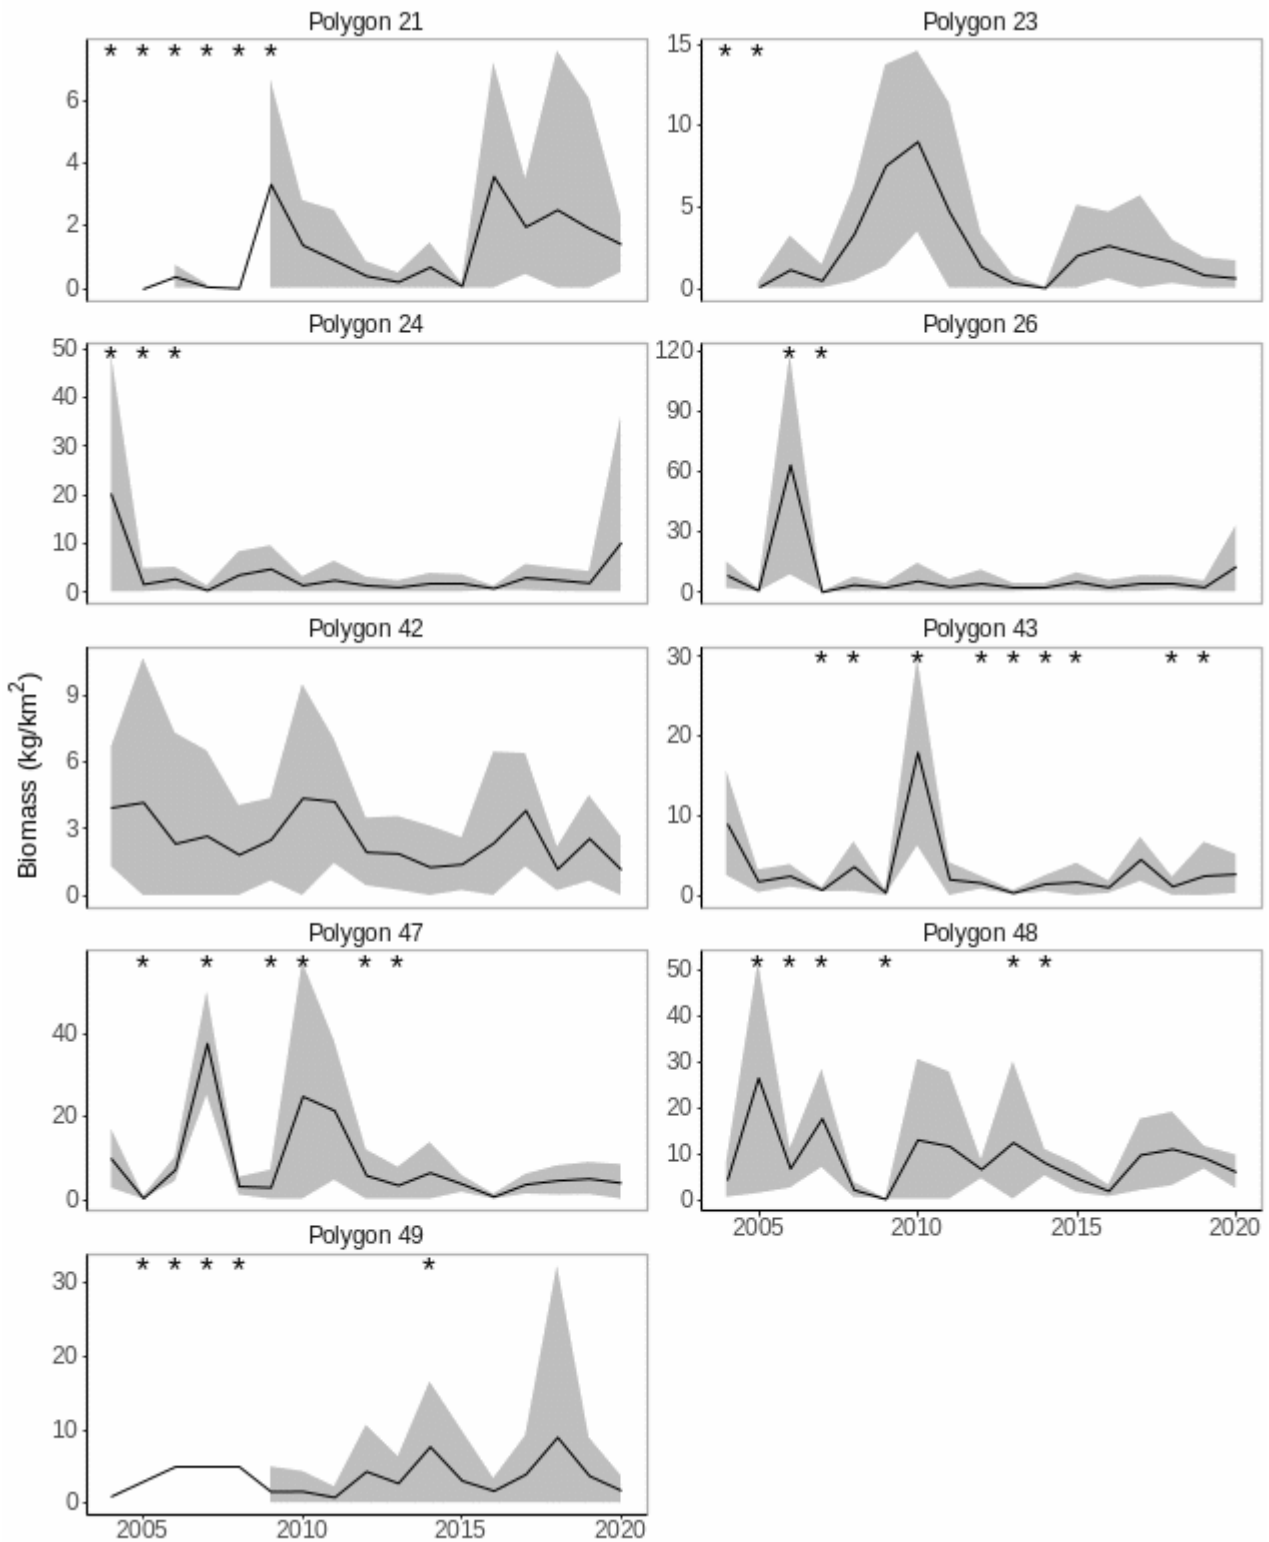 Polygon 21
Polygon 23
* * * * * *
* *
6
4
2
0
15
10
5
0
Polygon 24
Polygon 26
* * *
* *
50
40
30
20
10
0
120
90
60
30
0
Polygon 42
Polygon 43
* * * * * * * * *
9
6
3
0
30
20
10
0
Biomass (kg/km²)
Polygon 47
Polygon 48
* * * * * *
* * * * * *
40
20
0
50
40
30
20
10
0
2005 2010 2015 2020
Polygon 49
* * * * *
30
20
10
0
2005 2010 2015 2020